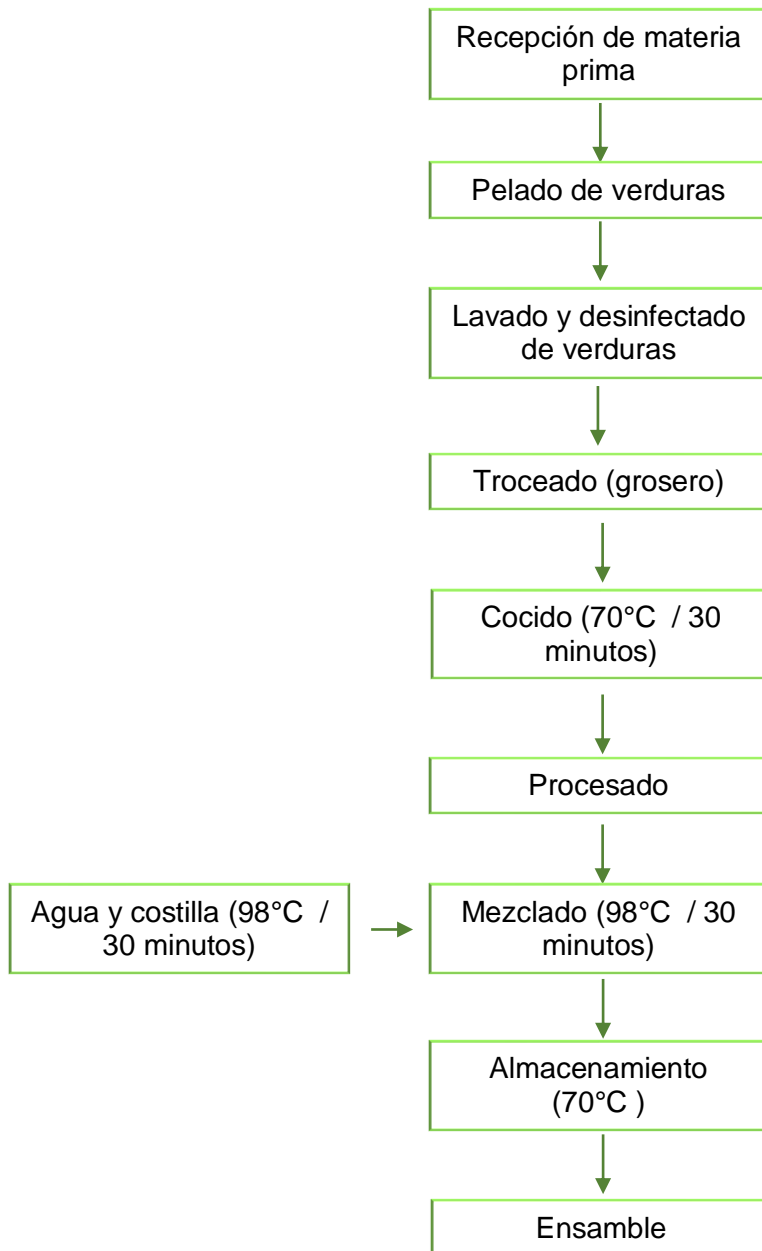 Recepción de materia
prima
Pelado de verduras
Lavado y desinfectado
de verduras
Troceado (grosero)
Cocido (70°C / 30
minutos)
Procesado
Agua y costilla (98°C /
30 minutos)
Mezclado (98°C / 30
minutos)
Almacenamiento
(70°C )
Ensamble